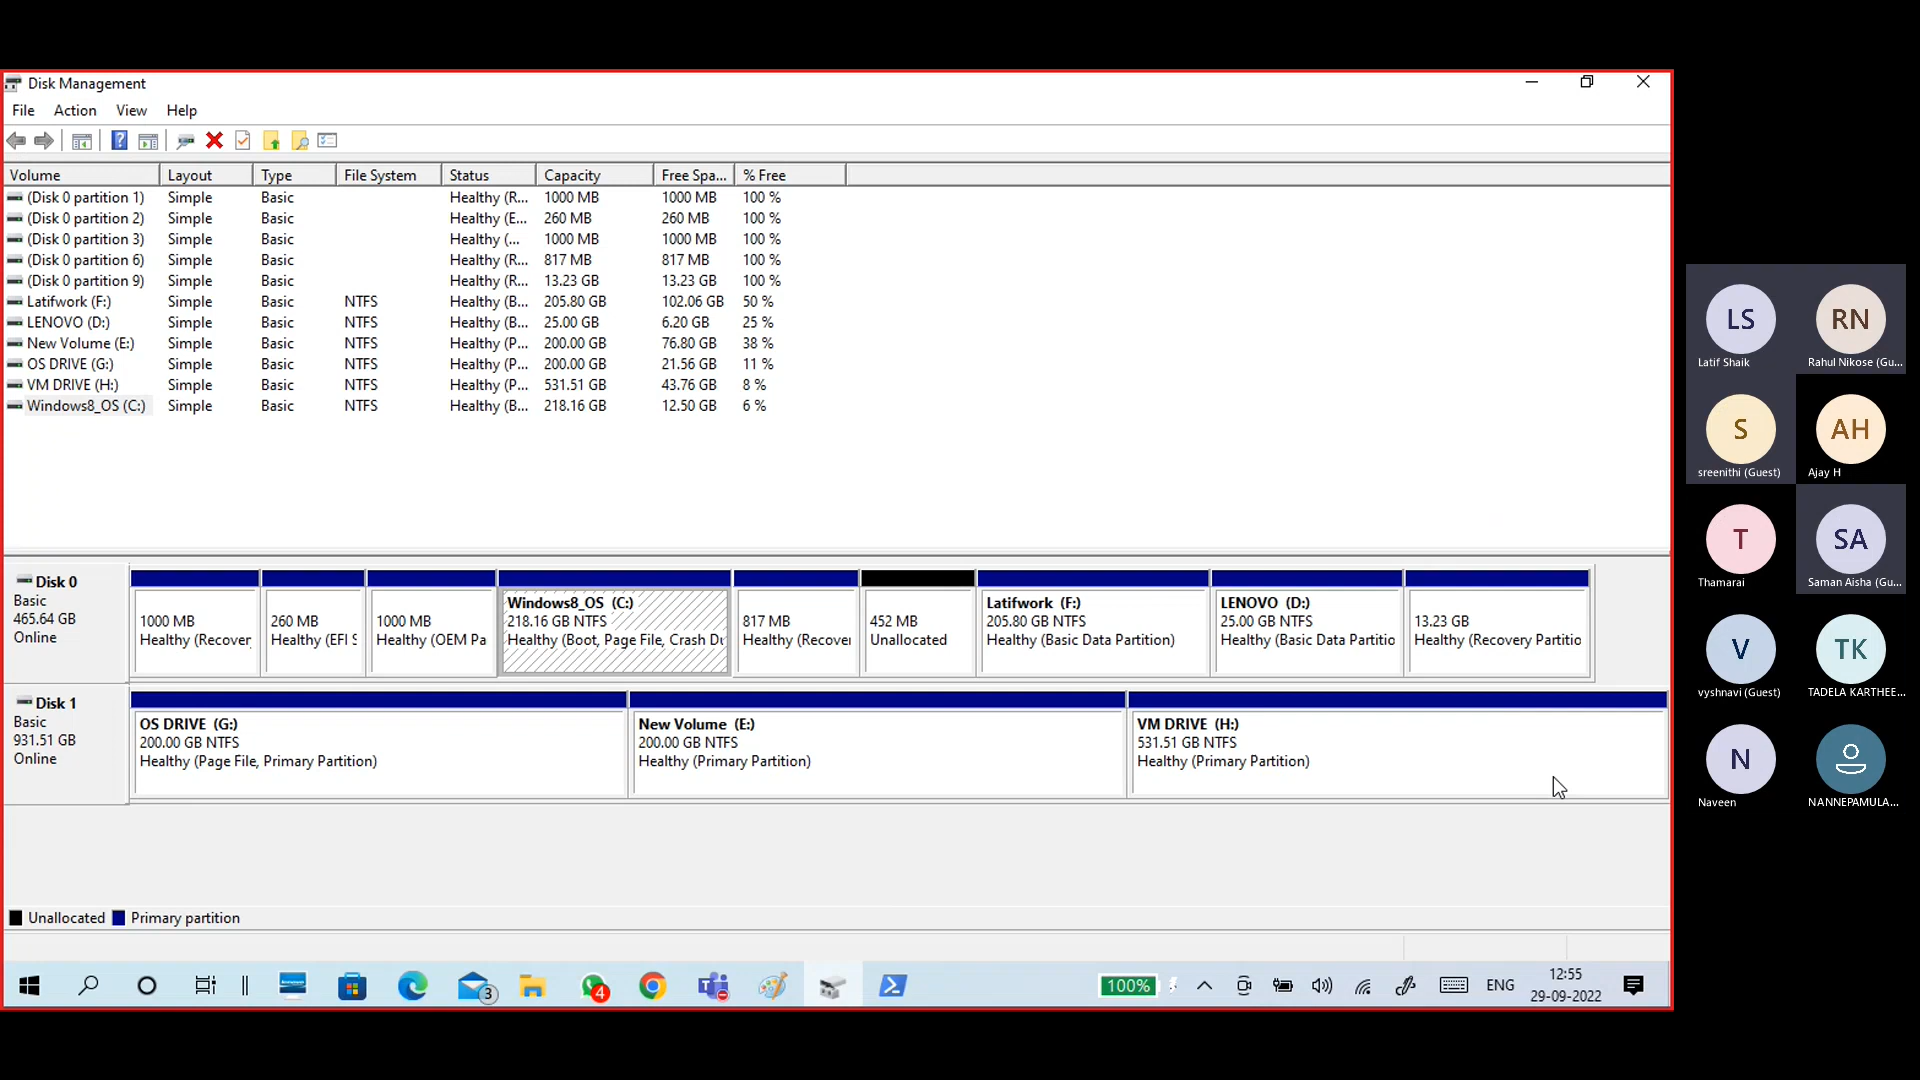 Disk Management
File Action View Help
Volume Layout Type File System Status Capacity Free Spa... % Free
(Disk 0 partition 1) Simple Basic Healthy (R... 1000 MB 1000 MB 100 %
(Disk 0 partition 2) Simple Basic Healthy (E... 260 MB 260 MB 100 %
(Disk 0 partition 3) Simple Basic Healthy (... 1000 MB 1000 MB 100 %
(Disk 0 partition 6) Simple Basic Healthy (R... 817 MB 817 MB 100 %
(Disk 0 partition 9) Simple Basic Healthy (R... 13.23 GB 13.23 GB 100 %
Latifwork (F:) Simple Basic NTFS Healthy (B... 205.80 GB 102.06 GB 50 %
LENOVO (D:) Simple Basic NTFS Healthy (B... 25.00 GB 6.20 GB 25 %
New Volume (E:) Simple Basic NTFS Healthy (P... 200.00 GB 76.80 GB 38 %
OS DRIVE (G:) Simple Basic NTFS Healthy (P... 200.00 GB 21.56 GB 11 %
VM DRIVE (H:) Simple Basic NTFS Healthy (P... 531.51 GB 43.76 GB 8 %
Windows8_OS (C:) Simple Basic NTFS Healthy (B... 218.16 GB 12.50 GB 6 %
Disk 0
Basic
465.64 GB
Online
1000 MB
Healthy (Recover
260 MB
Healthy (EFI S
1000 MB
Healthy (OEM Pa
Windows8_OS (C:)
218.16 GB NTFS
Healthy (Boot, Page File, Crash Du
817 MB
Healthy (Recover
452 MB
Unallocated
Latifwork (F:)
205.80 GB NTFS
Healthy (Basic Data Partition)
LENOVO (D:)
25.00 GB NTFS
Healthy (Basic Data Partitio
13.23 GB
Healthy (Recovery Partitio
Disk 1
Basic
931.51 GB
Online
OS DRIVE (G:)
200.00 GB NTFS
Healthy (Page File, Primary Partition)
New Volume (E:)
200.00 GB NTFS
Healthy (Primary Partition)
VM DRIVE (H:)
531.51 GB NTFS
Healthy (Primary Partition)
Unallocated Primary partition
3
4
100%
ENG
12:55
29-09-2022
LS RN
Latif Shaik Rahul Nikose (Gu...
S AH
sreenithi (Guest) Ajay H
T SA
Thamarai Saman Aisha (Gu...
V TK
vyshnavi (Guest) TADELA KARTHEE...
N
Naveen NANNEPAMULA...